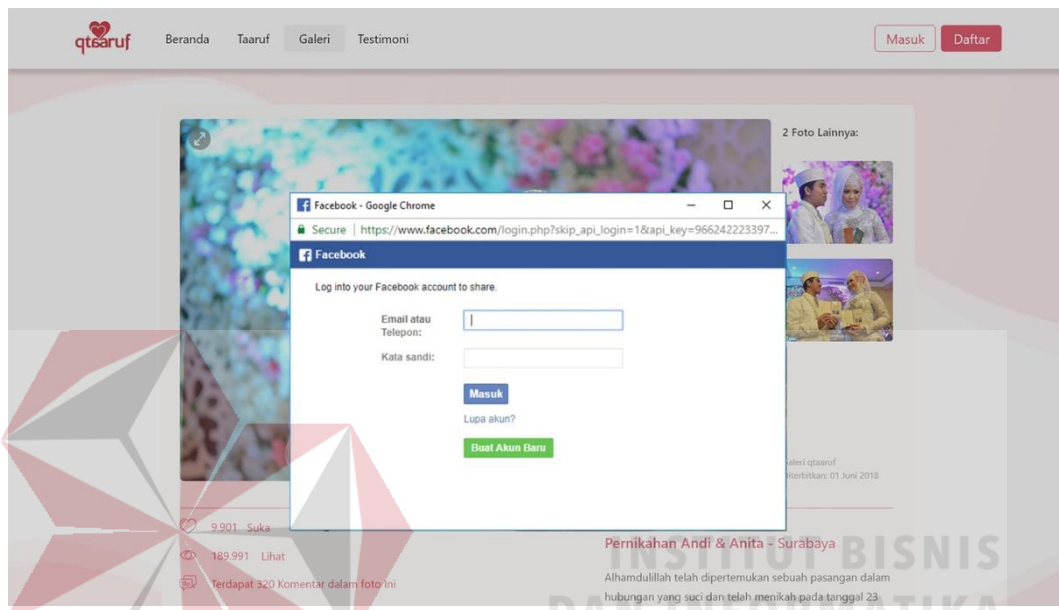 qtaaruf
Beranda Taaruf Galeri Testimoni
Masuk Daftar
2 Foto Lainnya:
Facebook - Google Chrome
Secure | https://www.facebook.com/login.php?skip_api_login=1&api_key=966242223397...
Facebook
Log into your Facebook account to share.
Email atau
Telepon:
Kata sandi:
Masuk
Lupa akun?
Buat Akun Baru
Galeri qtaaruf
Diterbitkan: 01 Juni 2018
9.901 Suka
189.991 Lihat
Terdapat 320 Komentar dalam foto Ini
Pernikahan Andi & Anita - Surabaya
Alhamdulillah telah dipertemukan sebuah pasangan dalam
hubungan yang suci dan telah menikah pada tanggal 23
INSTITUT BISNIS
DAN INFORMATIKA